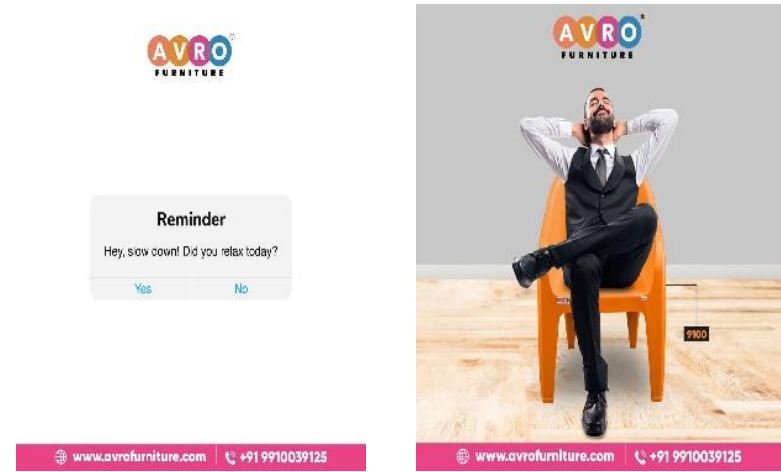 AVRO
FURNITURE
Reminder
Hey, slow down! Did you relax today?
Yes No
www.avrofurniture.com +91 9910039125
AVRO
FURNITURE
9100
www.avrofurniture.com +91 9910039125